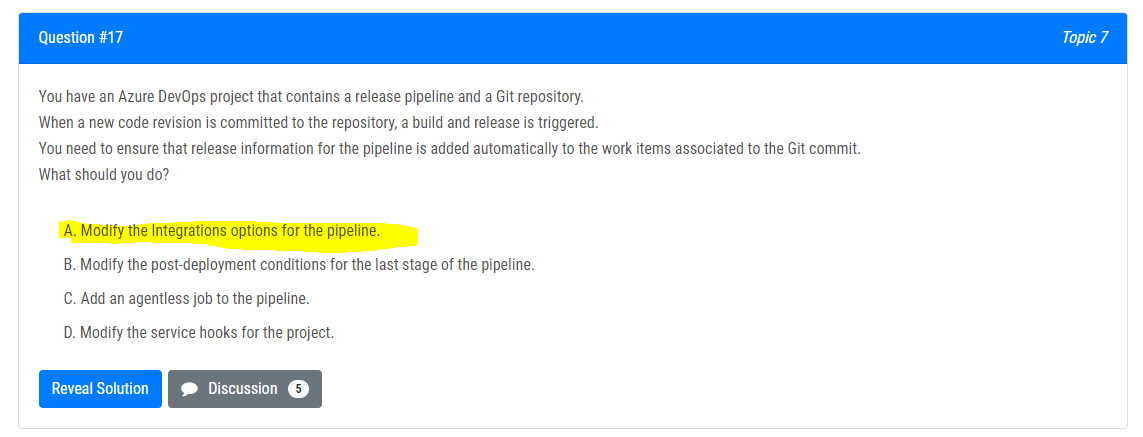 Question #17
Topic 7
You have an Azure DevOps project that contains a release pipeline and a Git repository.
When a new code revision is committed to the repository, a build and release is triggered.
You need to ensure that release information for the pipeline is added automatically to the work items associated to the Git commit.
What should you do?
A. Modify the Integrations options for the pipeline.
B. Modify the post-deployment conditions for the last stage of the pipeline.
C. Add an agentless job to the pipeline.
D. Modify the service hooks for the project.
Reveal Solution
Discussion 5